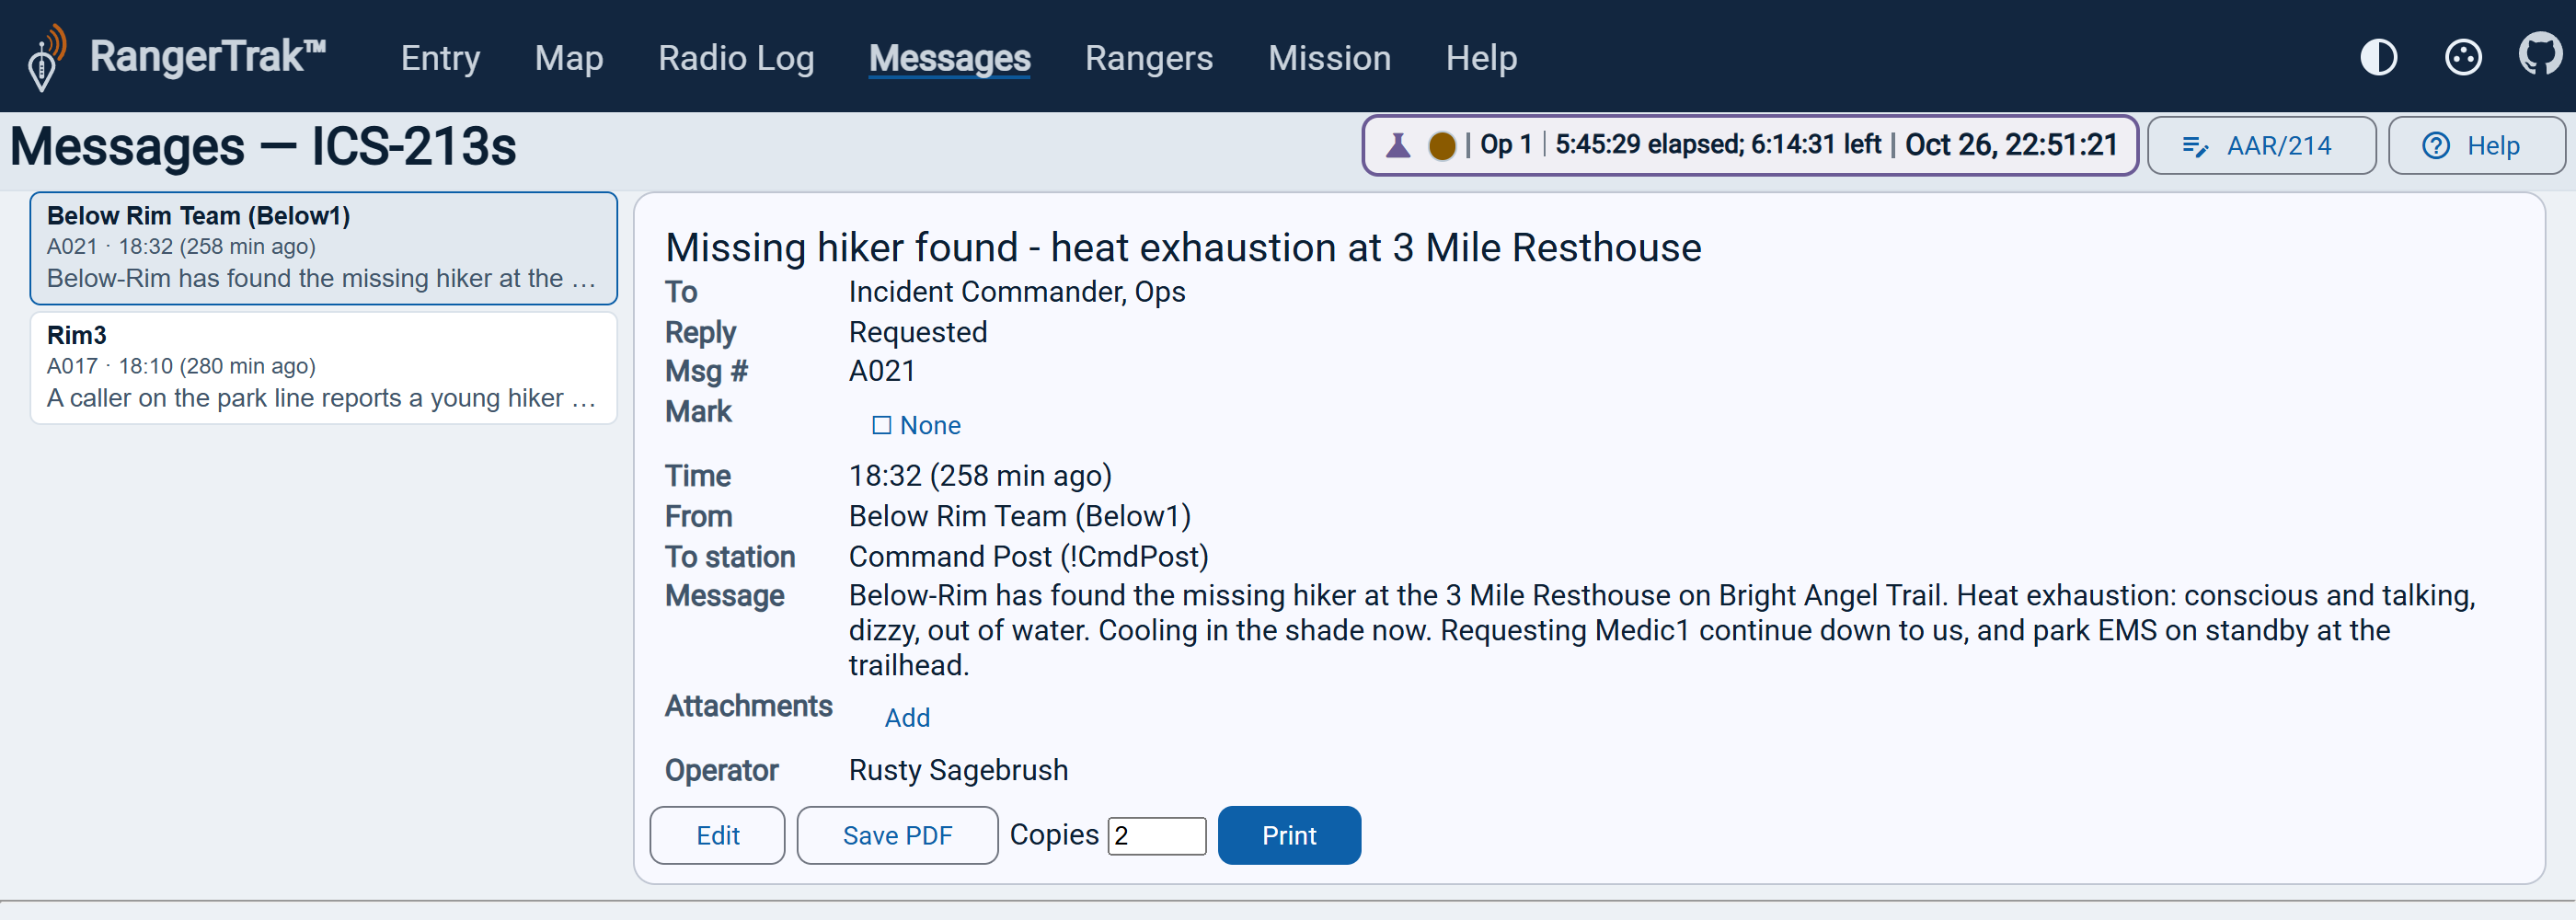 RangerTrak™ Entry Map Radio Log Messages Rangers Mission Help
Messages — ICS-213s
| Op 1 | 5:45:29 elapsed; 6:14:31 left | Oct 26, 22:51:21
AAR/214
Help
Below Rim Team (Below1)
A021 · 18:32 (258 min ago)
Below-Rim has found the missing hiker at the …
Rim3
A017 · 18:10 (280 min ago)
A caller on the park line reports a young hiker …
Missing hiker found - heat exhaustion at 3 Mile Resthouse
To Incident Commander, Ops
Reply Requested
Msg # A021
Mark ☐ None
Time 18:32 (258 min ago)
From Below Rim Team (Below1)
To station Command Post (!CmdPost)
Message Below-Rim has found the missing hiker at the 3 Mile Resthouse on Bright Angel Trail. Heat exhaustion: conscious and talking,
dizzy, out of water. Cooling in the shade now. Requesting Medic1 continue down to us, and park EMS on standby at the
trailhead.
Attachments Add
Operator Rusty Sagebrush
Edit Save PDF Copies 2 Print